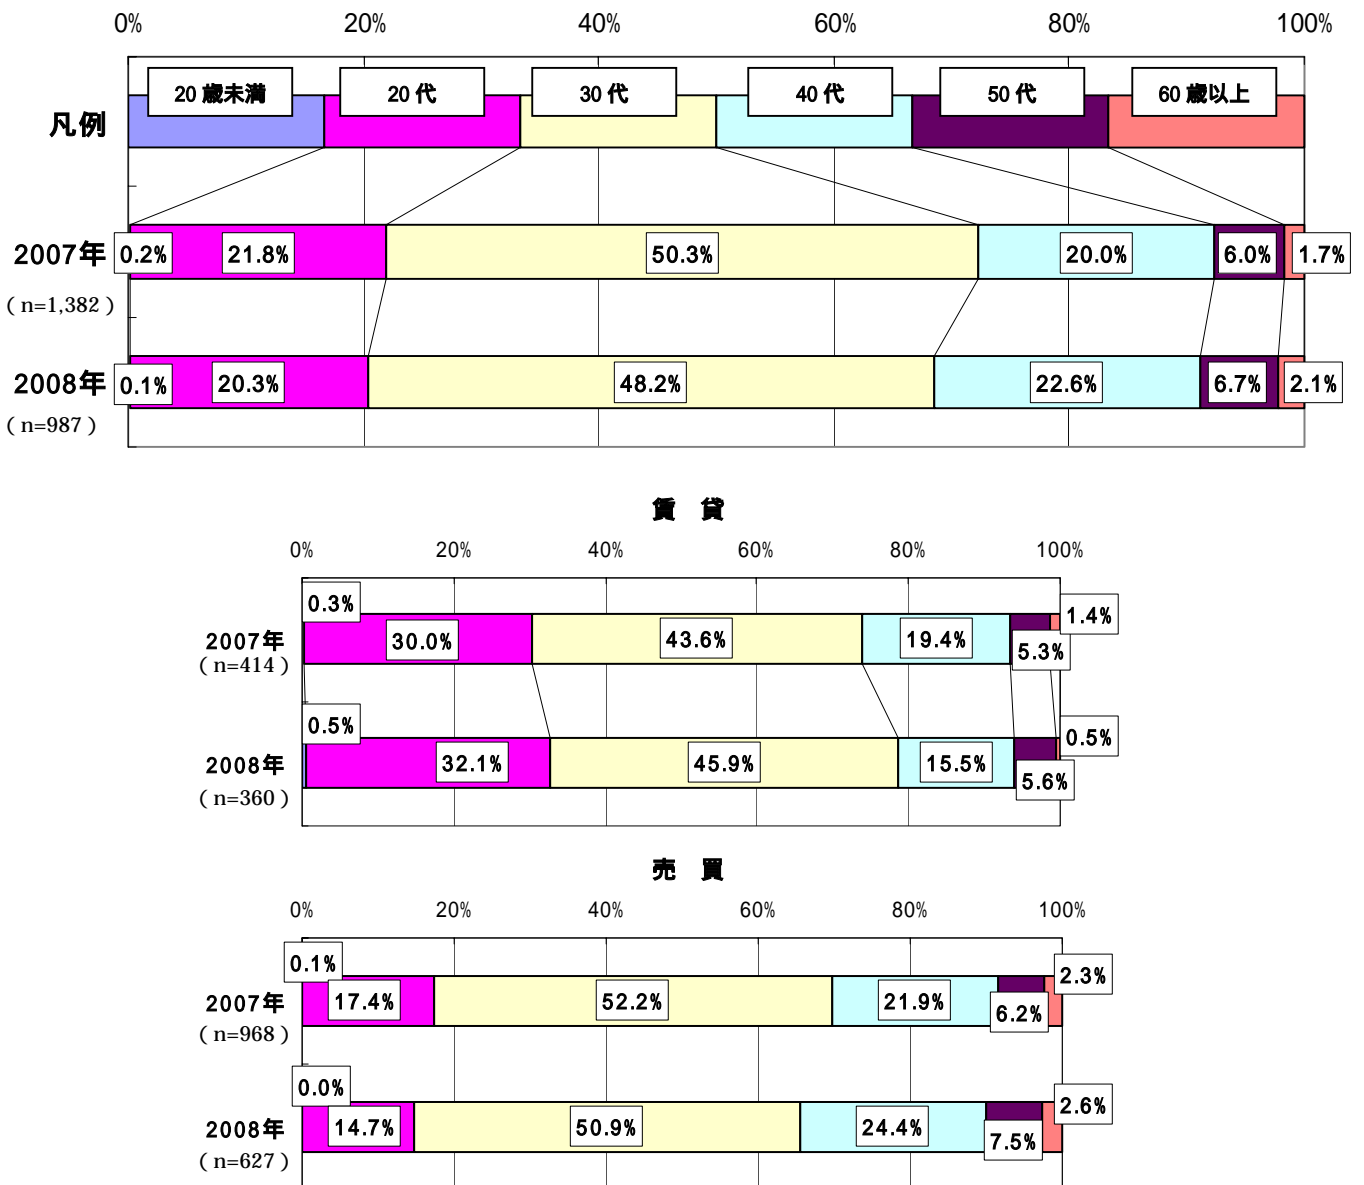 0% 20% 40% 60% 80% 100%
凡例 20歳未満 20代 30代 40代 50代 60歳以上
2007年 0.2% 21.8% 50.3% 20.0% 6.0% 1.7%
（n=1,382）
2008年 0.1% 20.3% 48.2% 22.6% 6.7% 2.1%
（n=987）
賃 貸
0% 20% 40% 60% 80% 100%
2007年 0.3% 30.0% 43.6% 19.4% 5.3% 1.4%
（n=414）
2008年 0.5% 32.1% 45.9% 15.5% 5.6% 0.5%
（n=360）
売 買
0% 20% 40% 60% 80% 100%
2007年 0.1% 17.4% 52.2% 21.9% 6.2% 2.3%
（n=968）
2008年 0.0% 14.7% 50.9% 24.4% 7.5% 2.6%
（n=627）